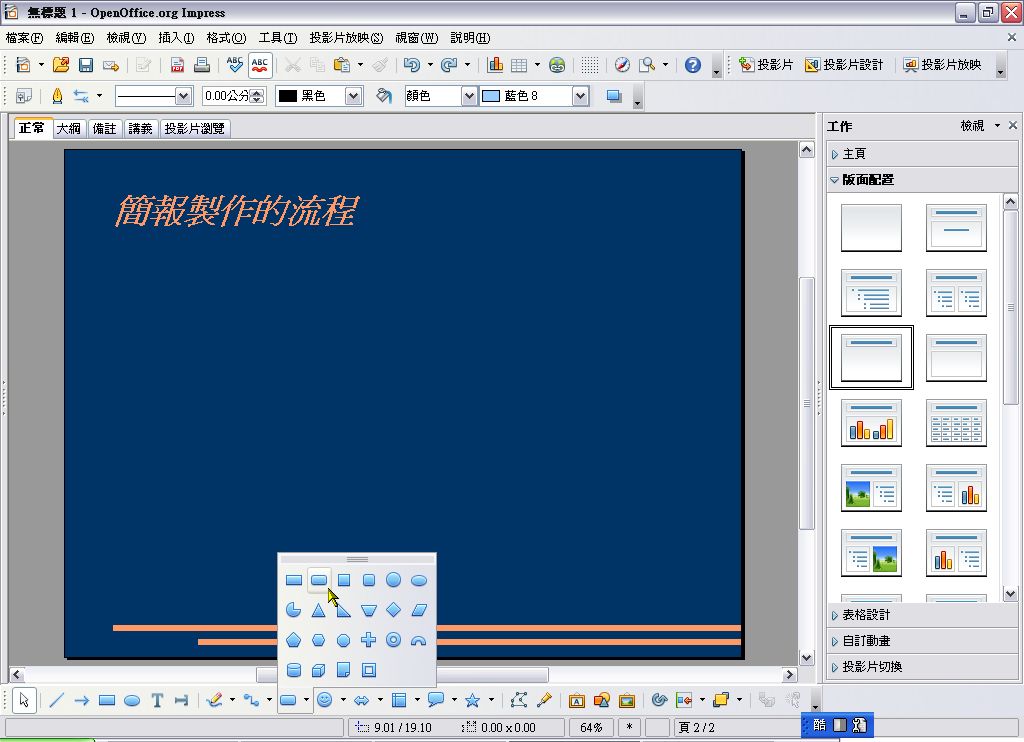 無標題 1 - OpenOffice.org Impress
檔案(F) 編輯(E) 檢視(V) 插入(I) 格式(O) 工具(T) 投影片放映(S) 視窗(W) 說明(H)
ABC ABC 投影片 投影片設計 投影片放映
0.00公分 黑色 顏色 藍色 8
正常 大綱 備註 講義 投影片瀏覽
工作 檢視
主頁
版面配置
簡報製作的流程
表格設計
自訂動畫
投影片切換
9.01 / 19.10 0.00 x 0.00 64% * 頁 2 / 2
酷